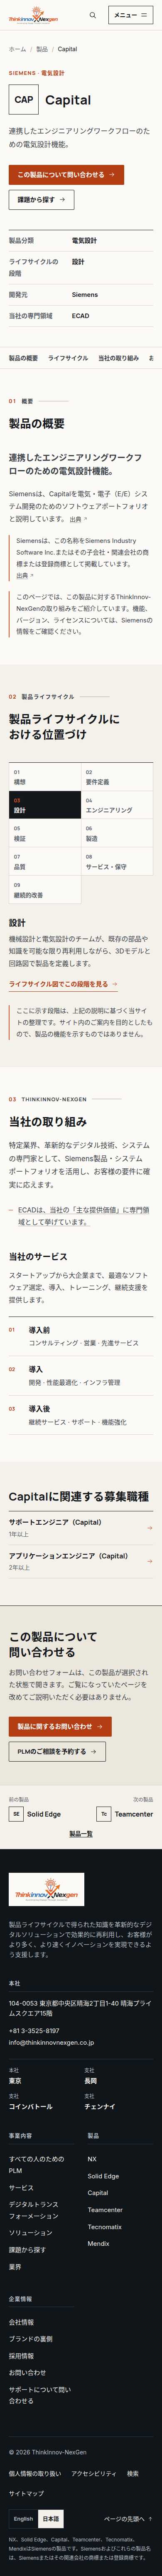 ThinkInnov Nexgen
メニュー
ホーム / 製品 / Capital
SIEMENS · 電気設計
CAP Capital
連携したエンジニアリングワークフローのた
めの電気設計機能。
この製品について問い合わせる →
課題から探す →
製品分類 電気設計
ライフサイクルの
段階 設計
開発元 Siemens
当社の専門領域 ECAD
製品の概要 ライフサイクル 当社の取り組み お
01 概要
製品の概要
連携したエンジニアリングワークフ
ローのための電気設計機能。
Siemensは、Capitalを電気・電子（E/E）シス
テム開発のためのソフトウェアポートフォリオ
と説明しています。 出典 ↗
Siemensは、この名称をSiemens Industry
Software Inc.またはその子会社・関連会社の商
標または登録商標として掲載しています。
出典 ↗
このページでは、この製品に対するThinkInnov-
NexGenの取り組みをご紹介しています。機能、
バージョン、ライセンスについては、Siemensの
情報をご確認ください。
02 製品ライフサイクル
製品ライフサイクルに
おける位置づけ
01
構想
02
要件定義
03
設計
04
エンジニアリング
05
検証
06
製造
07
品質
08
サービス・保守
09
継続的改善
設計
機械設計と電気設計のチームが、既存の部品や
知識を可能な限り再利用しながら、3Dモデルと
回路図で製品を定義します。
ライフサイクル図でこの段階を見る →
ここに示す段階は、上記の説明に基づく当サイ
トの整理です。サイト内のご案内を目的としたも
ので、製品の機能を示すものではありません。
03 THINKINNOV-NEXGEN
当社の取り組み
特定業界、革新的なデジタル技術、システム
の専門家として、Siemens製品・システム
ポートフォリオを活用し、お客様の要件に確
実に応えます。
— ECADは、当社の「主な提供価値」に専門領
域として挙げています。
当社のサービス
スタートアップから大企業まで、最適なソフト
ウェア選定、導入、トレーニング、継続支援を
提供します。
01 導入前
コンサルティング · 営業 · 先進サービス
02 導入
開発 · 性能最適化 · インフラ管理
03 導入後
継続サービス · サポート · 機能強化
Capitalに関連する募集職種
サポートエンジニア（Capital）
1年以上 →
アプリケーションエンジニア（Capital）
2年以上 →
この製品について
問い合わせる
お問い合わせフォームは、この製品が選択され
た状態で開きます。ご覧になっていたページを
改めてご説明いただく必要はありません。
製品に関するお問い合わせ →
PLMのご相談を予約する →
前の製品
SE Solid Edge
次の製品
Tc Teamcenter
製品一覧
ThinkInnov Nexgen
製品ライフサイクルで得られた知識を革新的なデジ
タルソリューションで効果的に再利用し、お客様が
より多く、より速くイノベーションを実現できるよ
う支援します。
本社
104-0053 東京都中央区晴海2丁目1-40 晴海プライ
ムスクエア15階
+81 3-3525-8197
info@thinkinnovnexgen.co.jp
本社
東京
支社
長岡
支社
コインバトール
支社
チェンナイ
事業内容
すべての人のための
PLM
サービス
デジタルトランス
フォーメーション
ソリューション
課題から探す
業界
製品
NX
Solid Edge
Capital
Teamcenter
Tecnomatix
Mendix
企業情報
会社情報
ブランドの裏側
採用情報
お問い合わせ
サポートについて問い
合わせる
© 2026 ThinkInnov-NexGen
個人情報の取り扱い アクセシビリティ 検索
サイトマップ
English 日本語
ページの先頭へ ↑
NX、Solid Edge、Capital、Teamcenter、Tecnomatix、
MendixはSiemensの製品です。Siemensおよびこれらの製品名
は、Siemensまたはその関連会社の商標または登録商標です。